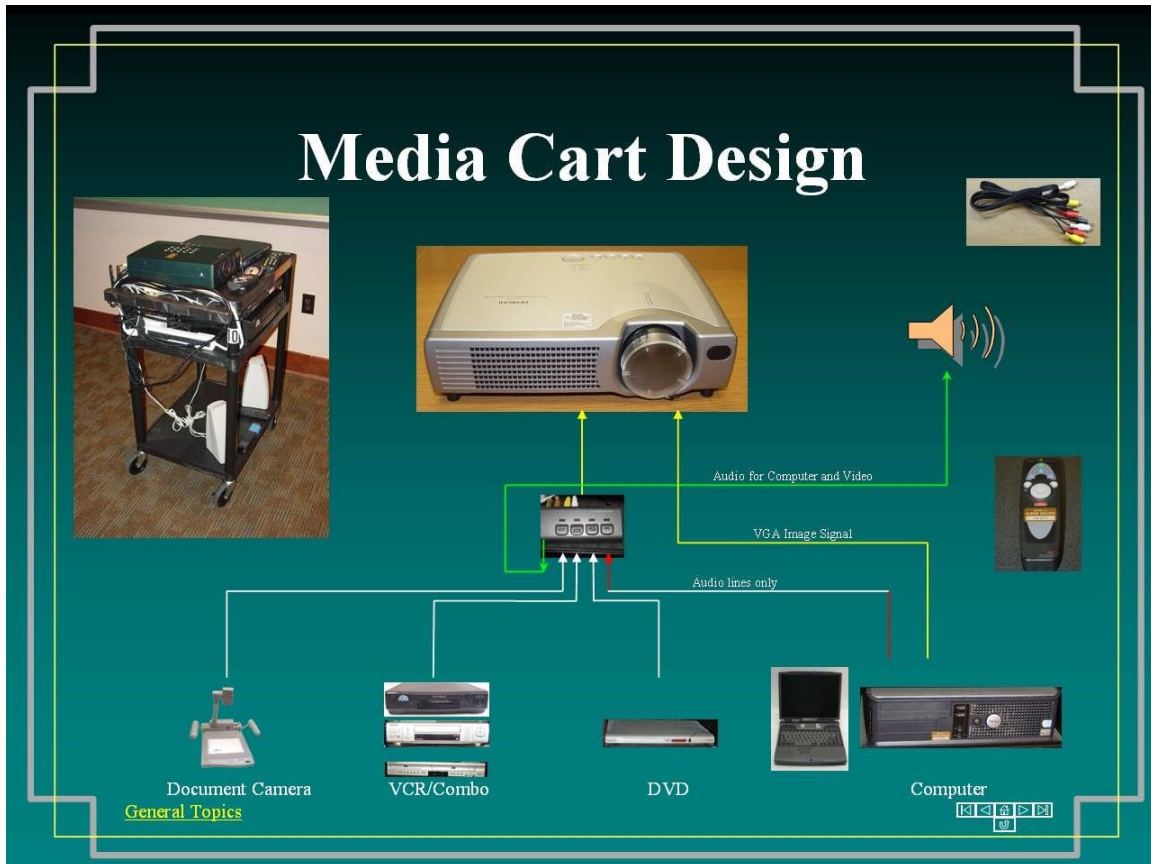 Media Cart Design
Audio for Computer and Video
VGA Image Signal
Audio lines only
Document Camera
VCR/Combo
DVD
Computer
General Topics